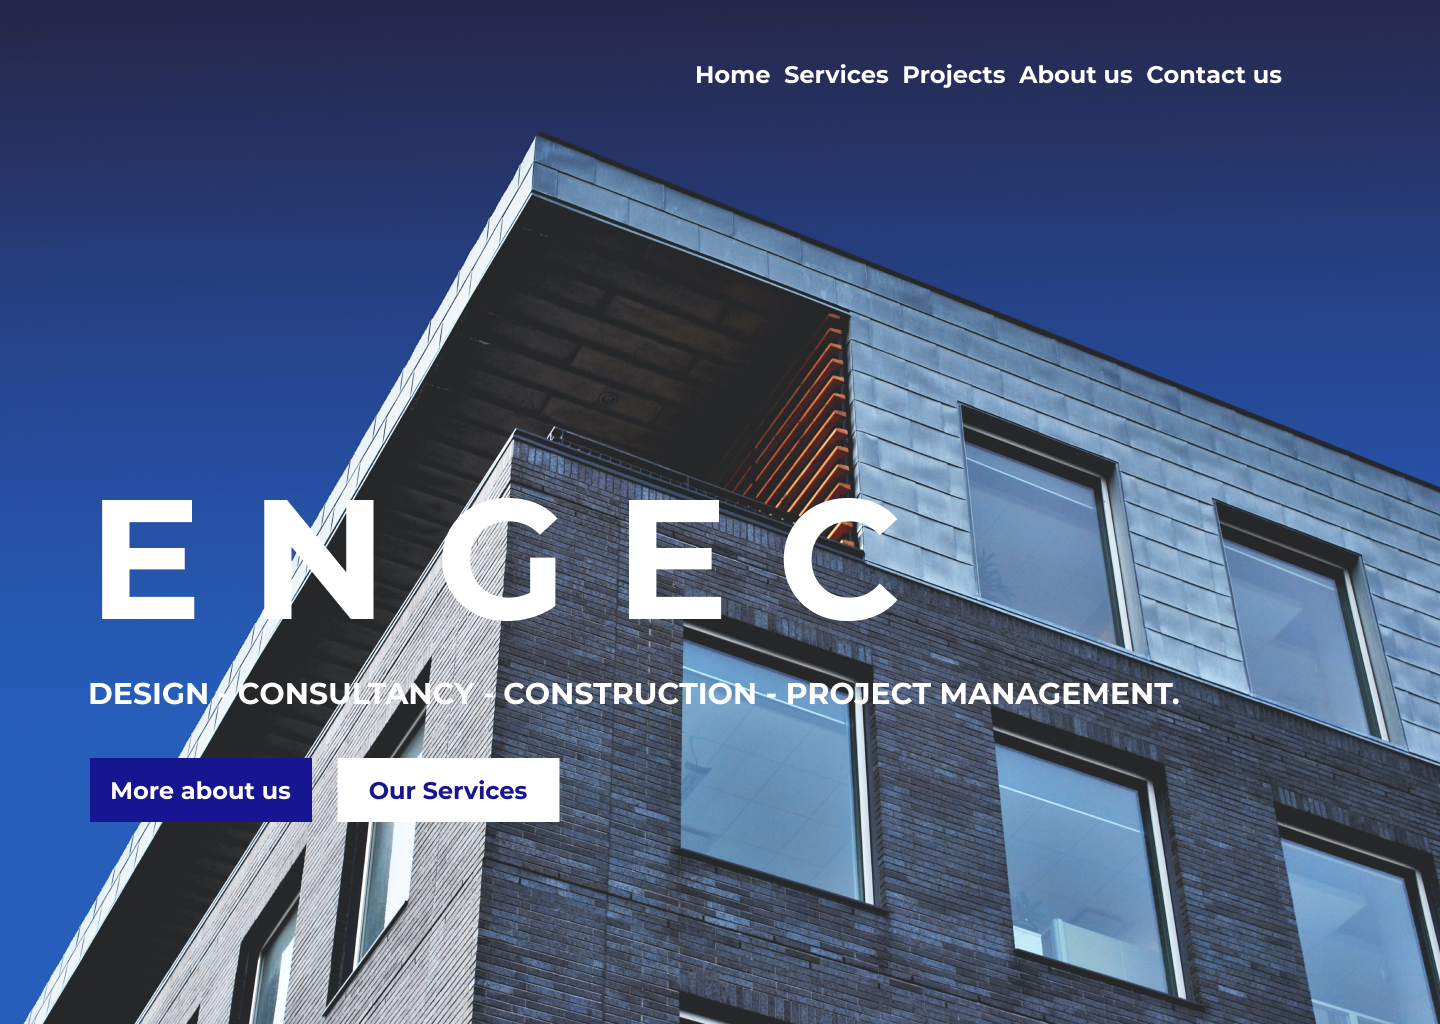 Home Services Projects About us Contact us
ENGEC
DESIGN - CONSULTANCY - CONSTRUCTION - PROJECT MANAGEMENT.
More about us Our Services